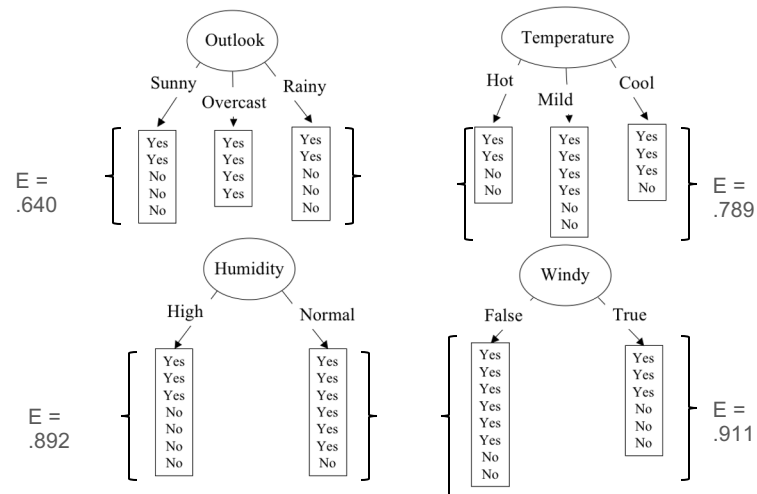 Outlook
Sunny
Overcast
Rainy
Yes
Yes
No
No
No
Yes
Yes
Yes
Yes
Yes
Yes
No
No
No
E =
.640
Temperature
Hot
Mild
Cool
Yes
Yes
No
No
Yes
Yes
Yes
Yes
No
No
Yes
Yes
Yes
No
E =
.789
Humidity
High
Normal
Yes
Yes
Yes
No
No
No
No
Yes
Yes
Yes
Yes
Yes
Yes
No
E =
.892
Windy
False
True
Yes
Yes
Yes
Yes
Yes
Yes
No
No
Yes
Yes
Yes
No
No
No
E =
.911